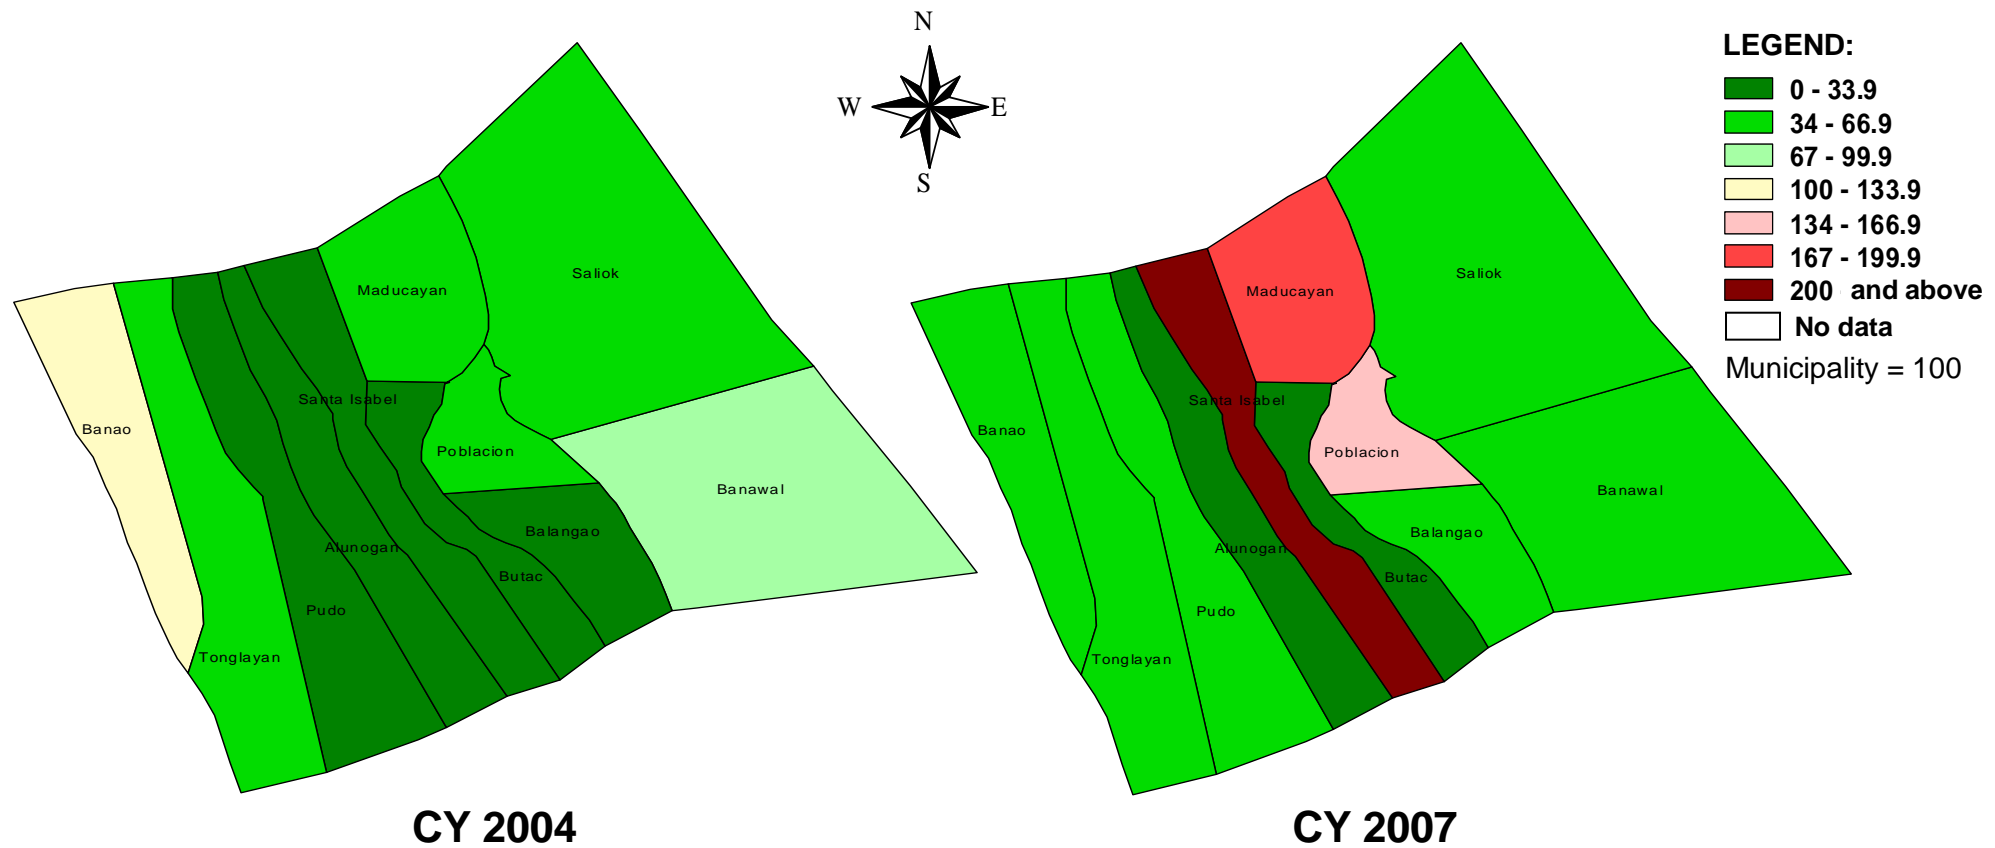 N
W
E
S
LEGEND:
0 - 33.9
34 - 66.9
67 - 99.9
100 - 133.9
134 - 166.9
167 - 199.9
200 and above
No data
Municipality = 100
Saliok
Maducayan
Santa Isabel
Banao
Poblacion
Banawal
Balangao
Alunogan
Butac
Pudo
Tonglayan
CY 2004
Saliok
Maducayan
Santa Isabel
Banao
Poblacion
Banawal
Balangao
Alunogan
Butac
Pudo
Tonglayan
CY 2007